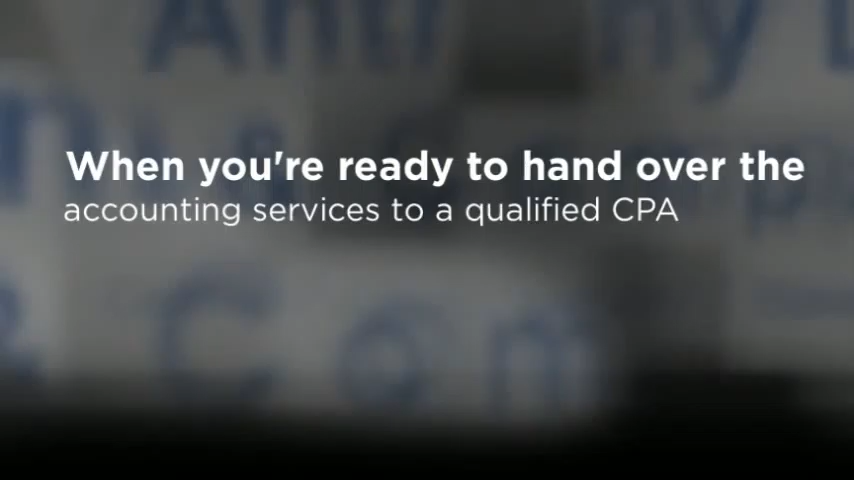 When you're ready to hand over the
accounting services to a qualified CPA